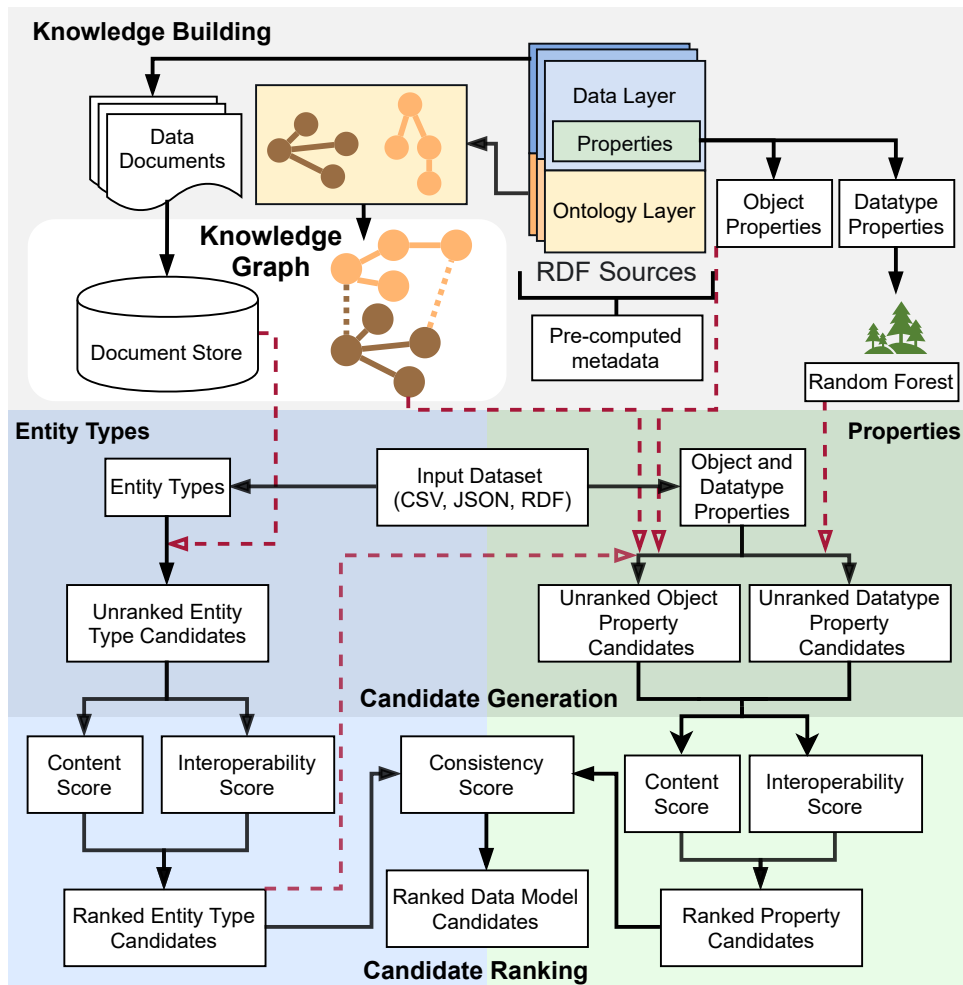 Knowledge Building
Data
Documents
Data Layer
Properties
Ontology Layer
Object
Properties
Datatype
Properties
Knowledge
Graph
RDF Sources
Document Store
Pre-computed
metadata
Random Forest
Entity Types
Properties
Entity Types
Input Dataset
(CSV, JSON, RDF)
Object and
Datatype
Properties
Unranked Entity
Type Candidates
Unranked Object
Property
Candidates
Unranked Datatype
Property
Candidates
Candidate Generation
Content
Score
Interoperability
Score
Consistency
Score
Content
Score
Interoperability
Score
Ranked Entity Type
Candidates
Ranked Data Model
Candidates
Ranked Property
Candidates
Candidate Ranking